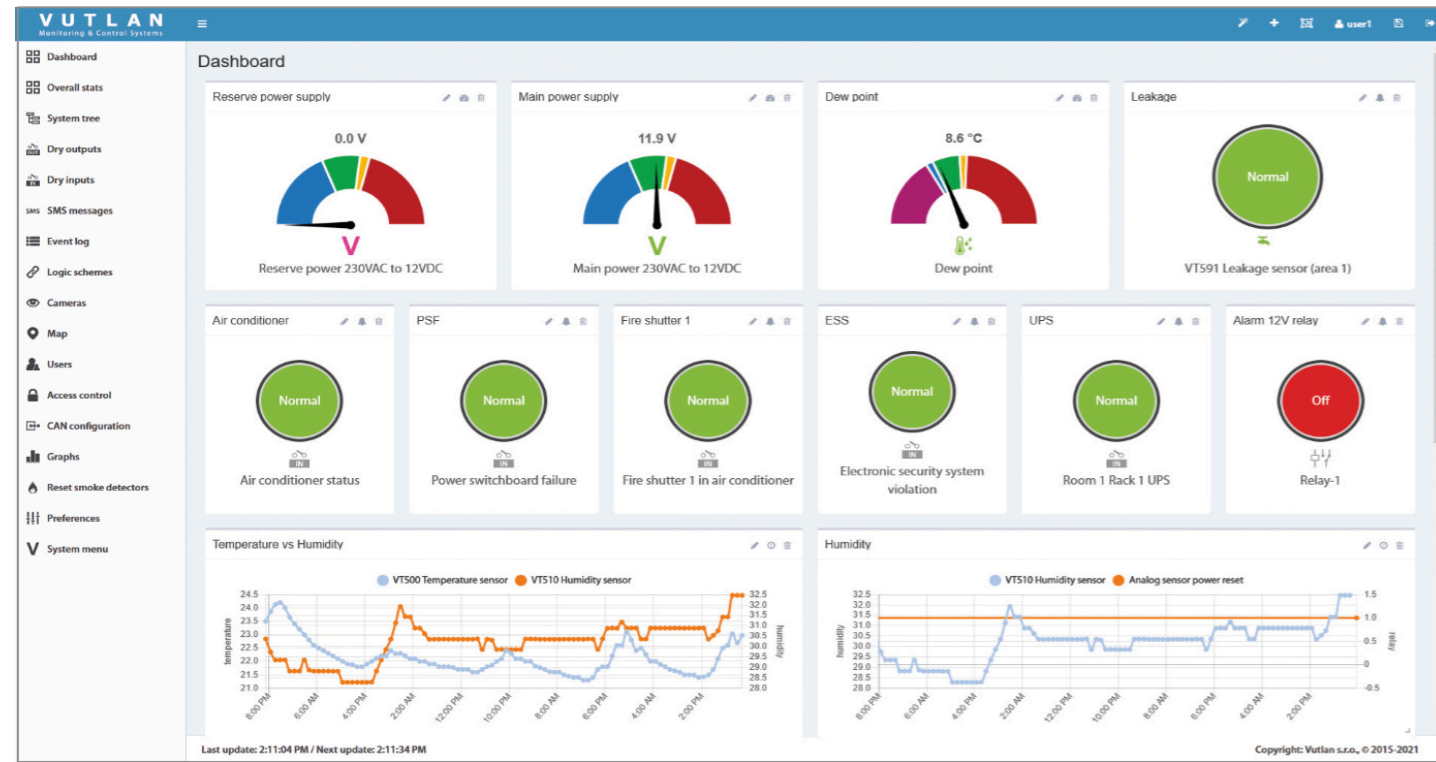 VUTLAN
Monitoring & Control Systems
user1
Dashboard
Overall stats
System tree
Dry outputs
Dry inputs
SMS SMS messages
Event log
Logic schemes
Cameras
Map
Users
Access control
CAN configuration
Graphs
Reset smoke detectors
Preferences
V System menu
Dashboard
Reserve power supply
0.0 V
V
Reserve power 230VAC to 12VDC
Main power supply
11.9 V
V
Main power 230VAC to 12VDC
Dew point
8.6 °C
Dew point
Leakage
Normal
VT591 Leakage sensor (area 1)
Air conditioner
Normal
IN
Air conditioner status
PSF
Normal
IN
Power switchboard failure
Fire shutter 1
Normal
IN
Fire shutter 1 in air conditioner
ESS
Normal
IN
Electronic security system
violation
UPS
Normal
IN
Room 1 Rack 1 UPS
Alarm 12V relay
Off
Relay-1
Temperature vs Humidity
VT500 Temperature sensor VT510 Humidity sensor
temperature
24.5
24.0
23.5
23.0
22.5
22.0
21.5
21.0
32.5
32.0
31.5
31.0
30.5
30.0
29.5
29.0
28.5
28.0
humidity
8:00 PM 6:00 AM 4:00 PM 2:00 AM 12:00 PM 10:00 PM 8:00 AM 6:00 PM 4:00 AM 2:00 PM
Humidity
VT510 Humidity sensor Analog sensor power reset
humidity
32.5
32.0
31.5
31.0
30.5
30.0
29.5
29.0
28.5
28.0
1.5
1.0
0.5
0
-0.5
relay
8:00 PM 6:00 AM 4:00 PM 2:00 AM 12:00 PM 10:00 PM 8:00 AM 6:00 PM 4:00 AM 2:00 PM
Last update: 2:11:04 PM / Next update: 2:11:34 PM
Copyright: Vutlan s.r.o., © 2015-2021